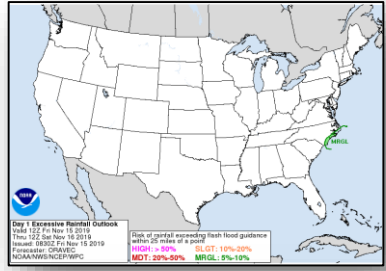 MRGL
noaa
Day 1 Excessive Rainfall Outlook
Valid 12Z Fri Nov 15 2019
Thru 12Z Sat Nov 16 2019
Issued: 0830Z Fri Nov 15 2019
Forecaster: ORAVEC
NOAA/NWS/NCEP/WPC
Risk of rainfall exceeding flash flood guidance
within 25 miles of a point
HIGH: > 50% SLGT: 10%-20%
MDT: 20%-50% MRGL: 5%-10%